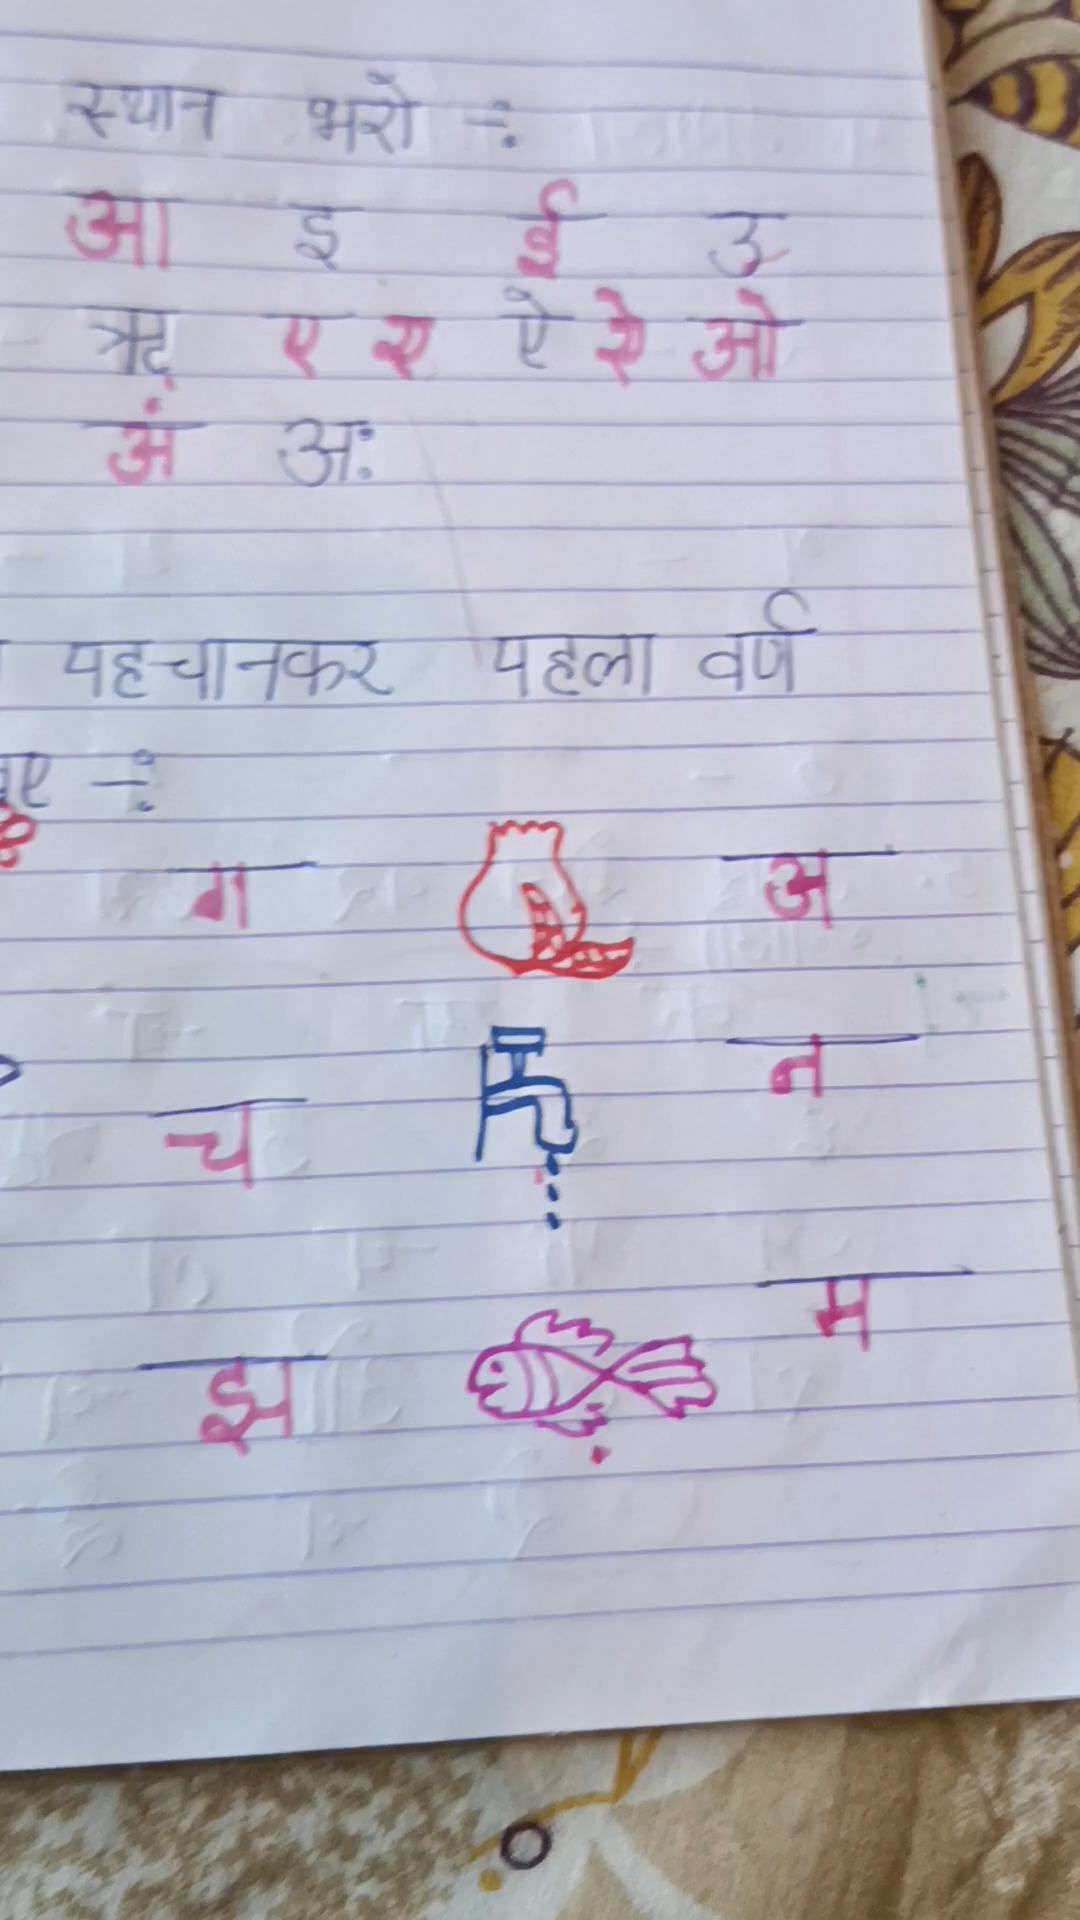 स्थान भरो -:
आ इ ई उ
ऋ ए ए ऐ ऐ ओ
अं अः
पहचानकर पहला वर्ण
ग अ
च न
झ म